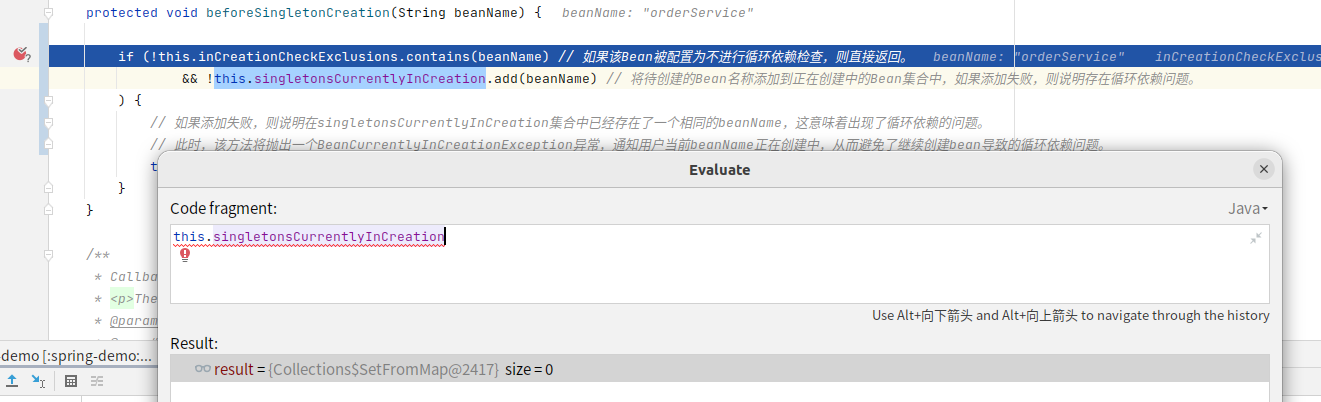 protected void beforeSingletonCreation(String beanName) {   beanName: "orderService"
if (!this.inCreationCheckExclusions.contains(beanName) // 如果该Bean被配置为不进行循环依赖检查，则直接返回。   beanName: "orderService"   inCreationCheckExclus
&& !this.singletonsCurrentlyInCreation.add(beanName) // 将待创建的Bean名称添加到正在创建中的Bean集合中，如果添加失败，则说明存在循环依赖问题。
) {
// 如果添加失败，则说明在singletonsCurrentlyInCreation集合中已经存在了一个相同的beanName，这意味着出现了循环依赖的问题。
// 此时，该方法将抛出一个BeanCurrentlyInCreationException异常，通知用户当前beanName正在创建中，从而避免了继续创建bean导致的循环依赖问题。
t
}
}
/**
* Callba
* <p>The
* @param
-demo [:spring-demo:...
Evaluate
Code fragment:
Java
this.singletonsCurrentlyInCreation
Use Alt+向下箭头 and Alt+向上箭头 to navigate through the history
Result:
result = {Collections$SetFromMap@2417}  size = 0